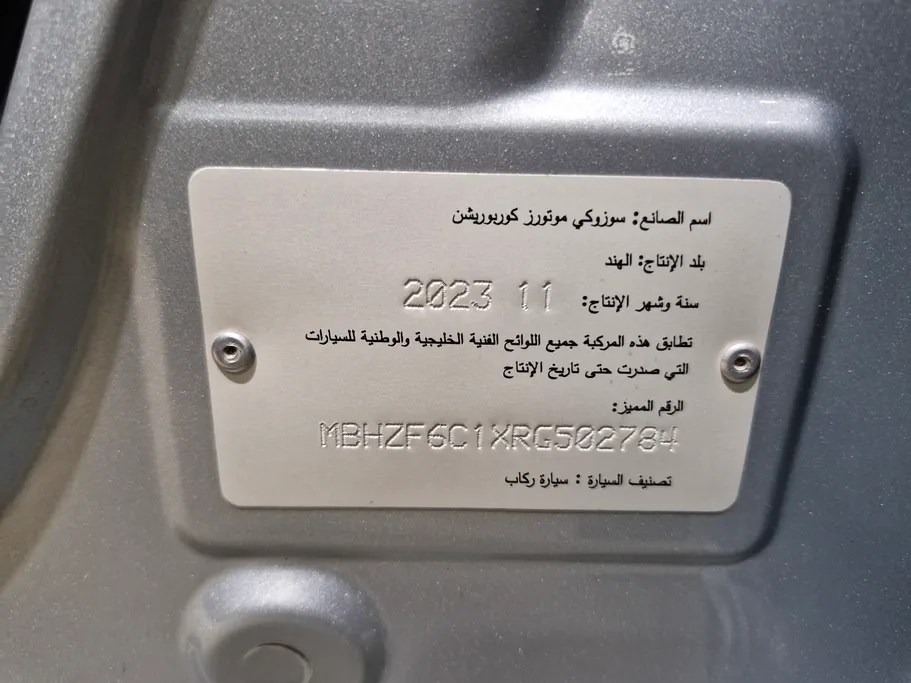 اسم الصانع: سوزوكي موتورز كوربوريشن
بلد الإنتاج: الهند
سنة وشهر الإنتاج: 2023 11
تطابق هذه المركبة جميع اللوائح الفنية الخليجية والوطنية للسيارات
التي صدرت حتى تاريخ الإنتاج
الرقم المميز:
MBHZF6C1XRG502784
تصنيف السيارة : سيارة ركاب